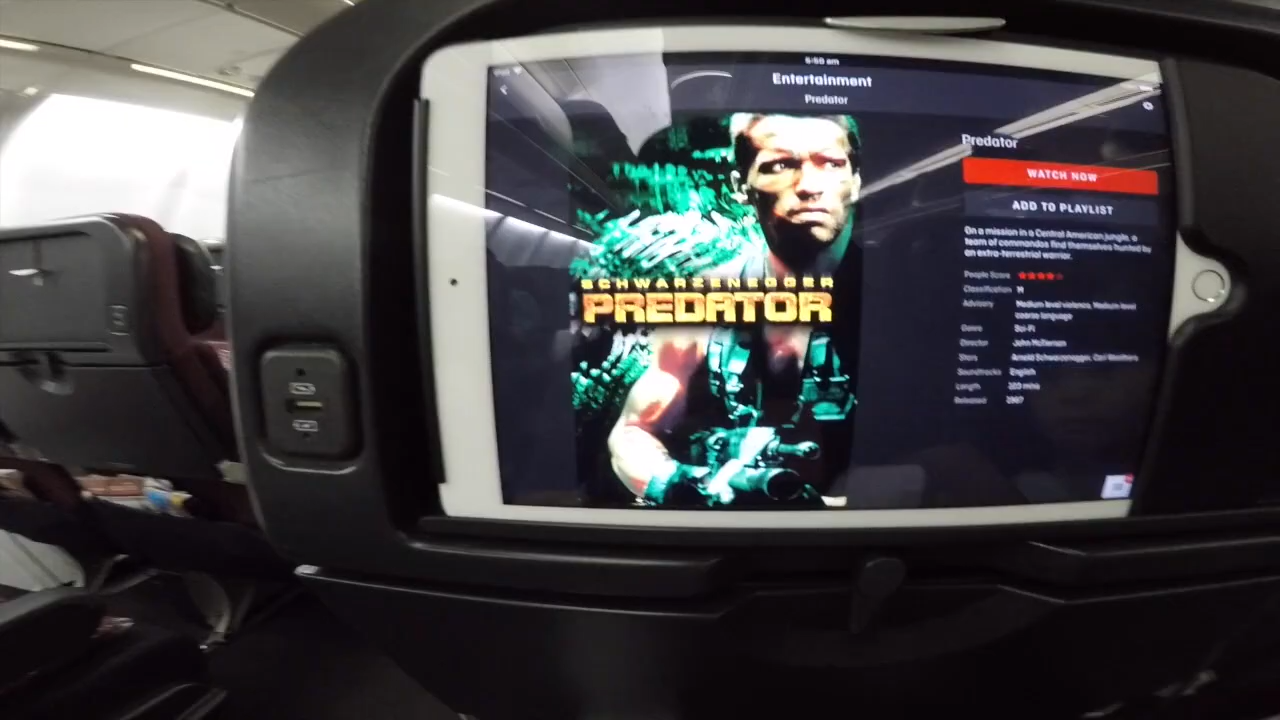 5:50 am
Entertainment
Predator
Predator
WATCH NOW
ADD TO PLAYLIST
On a mission in a Central American jungle, a
team of commandos find themselves hunted by
an extra-terrestrial warrior.
People Score
Classification M
Advisory Medium level violence, Medium level
coarse language
Genre Sci-Fi
Director John McTiernan
Stars Arnold Schwarzenegger, Carl Weathers
Soundtracks English
Length mins
Released 1987
SCHWARZENEGGER
PREDATOR